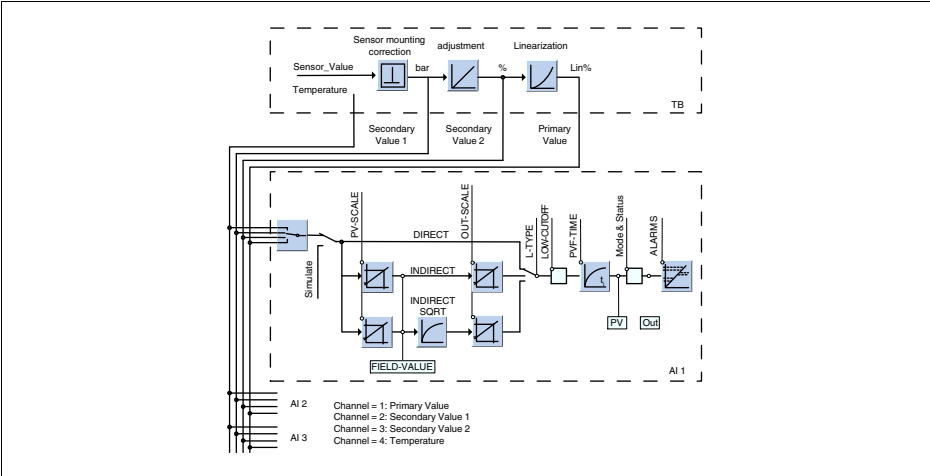 Sensor mounting
correction
adjustment
Linearization
Sensor_Value
bar
%
Lin%
Temperature
TB
Secondary
Value 1
Secondary
Value 2
Primary
Value
PV-SCALE
OUT-SCALE
L-TYPE
LOW-CUTOFF
PVF-TIME
Mode & Status
ALARMS
DIRECT
Simulate
INDIRECT
t
INDIRECT
SQRT
PV
Out
FIELD-VALUE
AI 1
AI 2
Channel = 1: Primary Value
Channel = 2: Secondary Value 1
Channel = 3: Secondary Value 2
AI 3
Channel = 4: Temperature